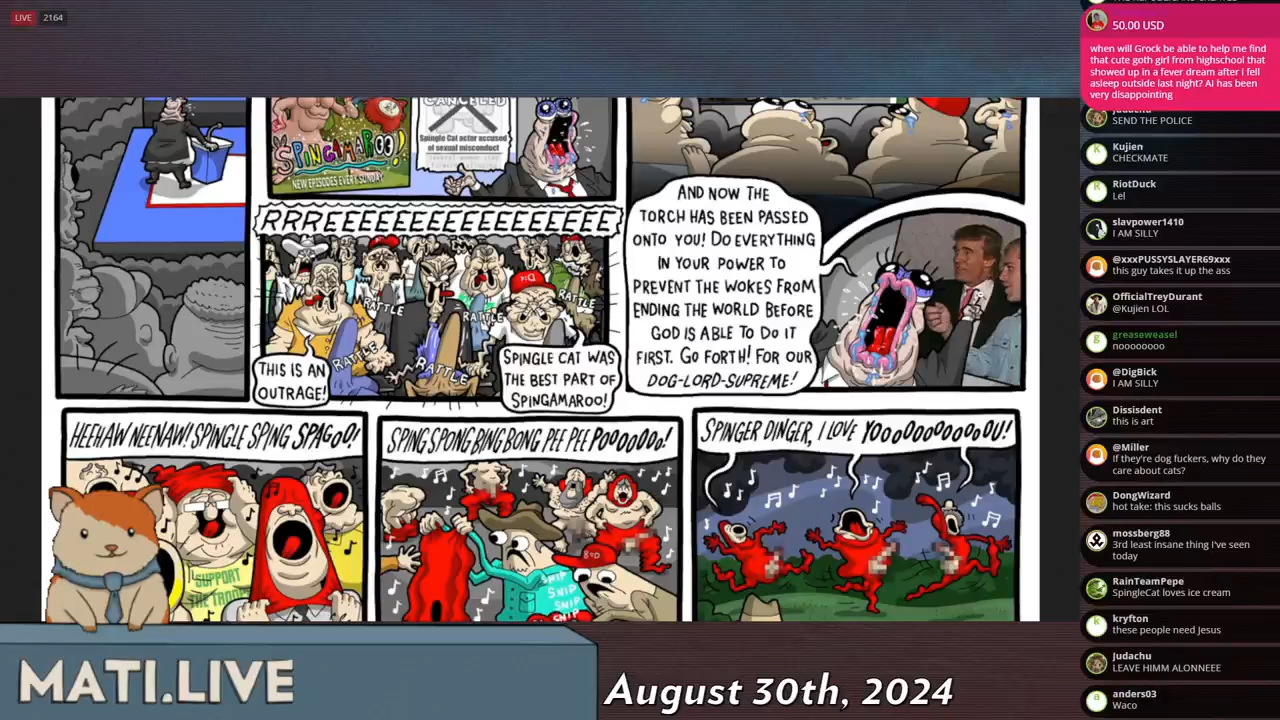 LIVE 2164
50.00 USD
when will Grock be able to help me find
that cute goth girl from highschool that
showed up in a fever dream after i fell
asleep outside last night? Ai has been
very disappointing
SEND THE POLICE
Kujien
CHECKMATE
RiotDuck
Lel
slavpower1410
I AM SILLY
@xxxPUSSYSLAYER69xxx
this guy takes it up the ass
OfficialTreyDurant
@Kujien LOL
greaseweasel
noooooooo
@DigBick
I AM SILLY
Dissisdent
this is art
@Miller
If they're dog fuckers, why do they
care about cats?
DongWizard
hot take: this sucks balls
mossberg88
3rd least insane thing I've seen
today
RainTeamPepe
SpingleCat loves ice cream
kryfton
these people need Jesus
Judachu
LEAVE HIMM ALONNEEE
anders03
Waco
SPINGAMAROO!
NEW EPISODES EVERY SUNDAY
CANCELED
Spingle Cat actor accused
of sexual misconduct
RRREEEEEEEEEEEEEEEEEEE
RATTLE
RATTLE
RATTLE
RATTLE
RATTLE
THIS IS AN
OUTRAGE!
SPINGLE CAT WAS
THE BEST PART OF
SPINGAMAROO!
AND NOW THE
TORCH HAS BEEN PASSED
ONTO YOU! DO EVERYTHING
IN YOUR POWER TO
PREVENT THE WOKES FROM
ENDING THE WORLD BEFORE
GOD IS ABLE TO DO IT
FIRST. GO FORTH! FOR OUR
DOG-LORD-SUPREME!
HEEHAW NEENAW! SPINGLE SPING SPAGOO!
SUPPORT
THE TROOPS
SPING SPONG BING BONG PEE PEE POOOOOOo!
SNIP
SNIP
SNIP
SPINGER DINGER, I LOVE YOOOOOOOOOOOOU!
MATI.LIVE
August 30th, 2024